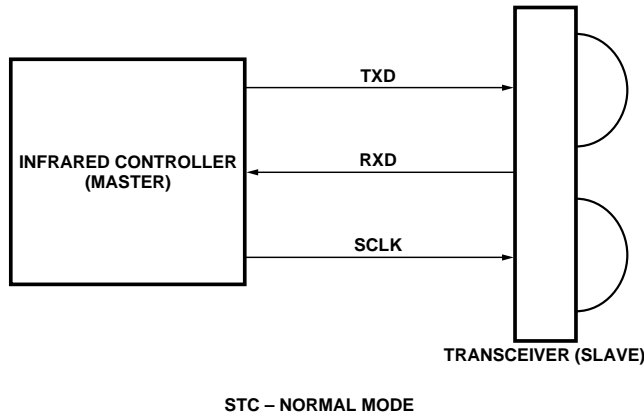 TXD
INFRARED CONTROLLER
(MASTER)
RXD
SCLK
TRANSCEIVER (SLAVE)
STC – NORMAL MODE